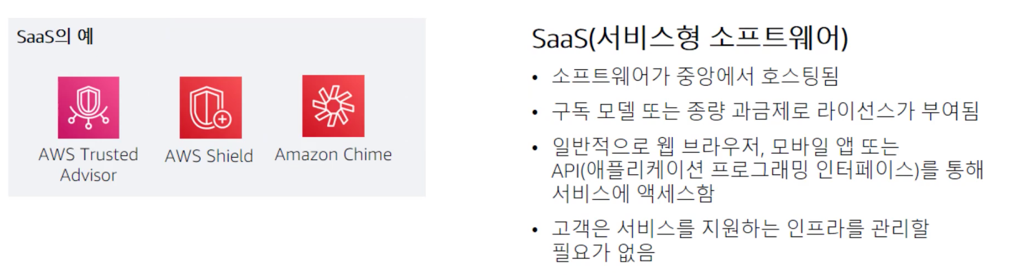 SaaS의 예
AWS Trusted
Advisor
AWS Shield
Amazon Chime
SaaS(서비스형 소프트웨어)
• 소프트웨어가 중앙에서 호스팅됨
• 구독 모델 또는 종량 과금제로 라이선스가 부여됨
• 일반적으로 웹 브라우저, 모바일 앱 또는
API(애플리케이션 프로그래밍 인터페이스)를 통해
서비스에 액세스함
• 고객은 서비스를 지원하는 인프라를 관리할
필요가 없음